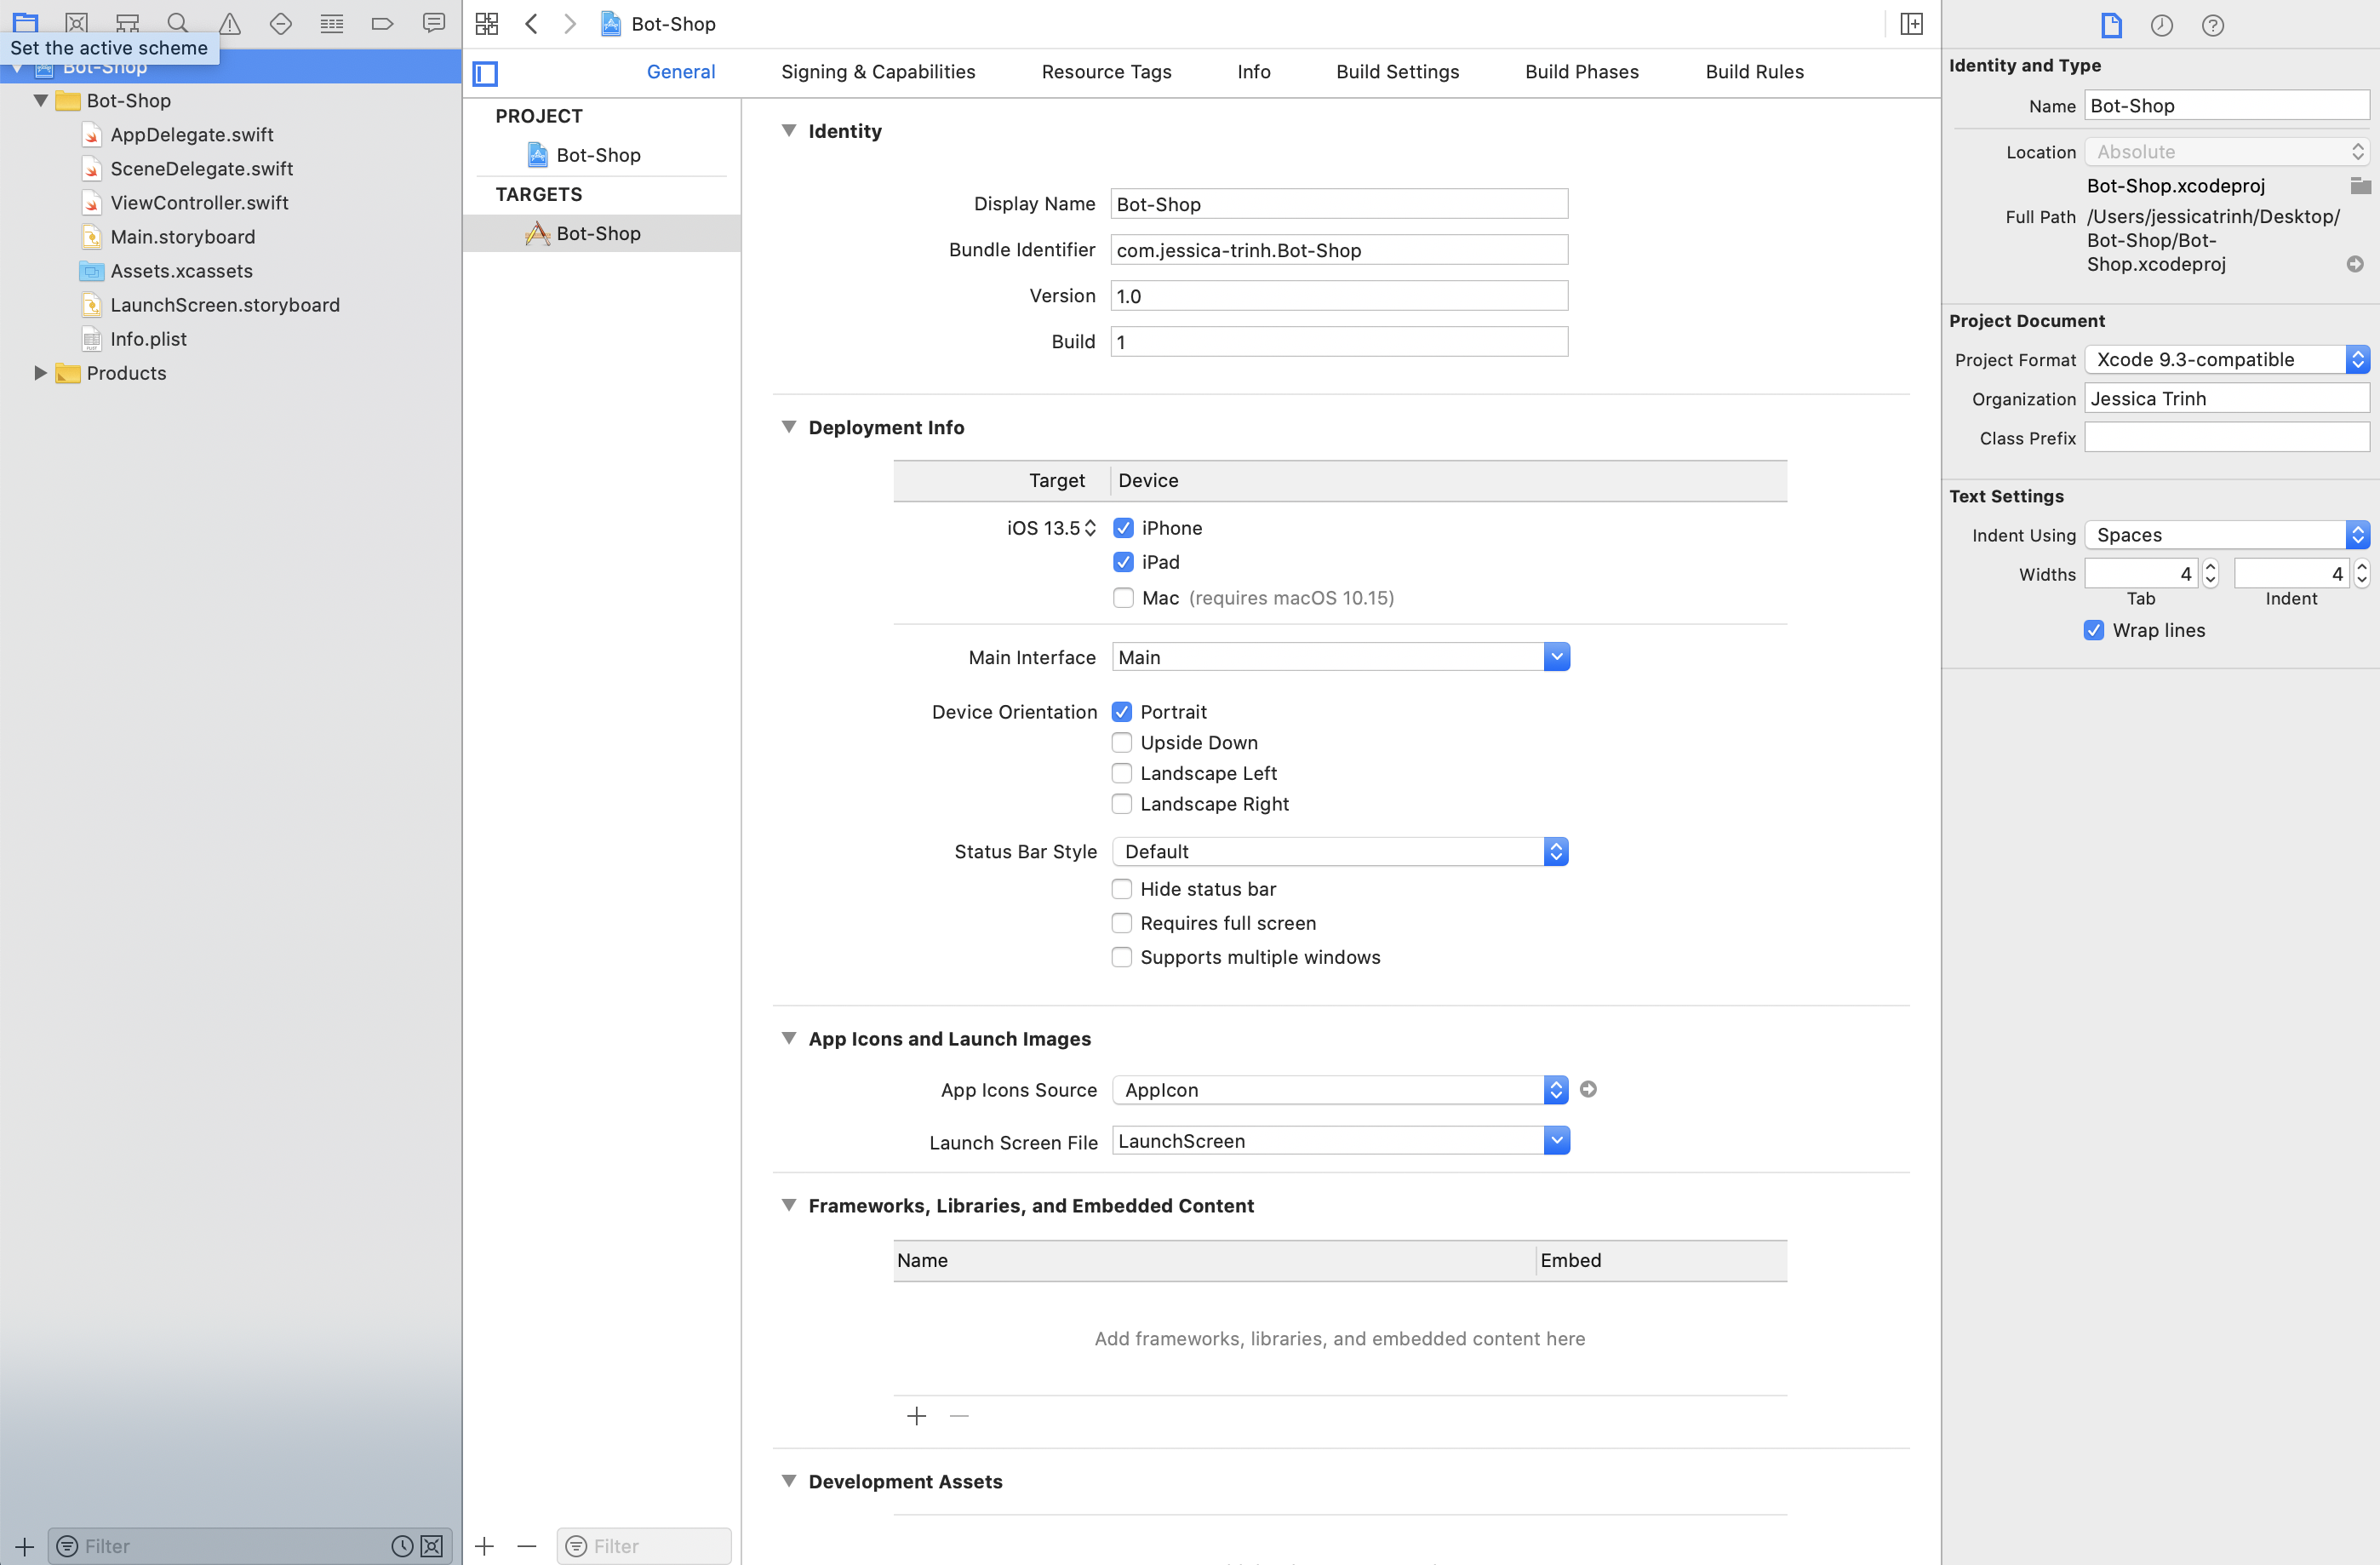 Set the active scheme
Bot-Shop
Bot-Shop
AppDelegate.swift
SceneDelegate.swift
ViewController.swift
Main.storyboard
Assets.xcassets
LaunchScreen.storyboard
Info.plist
Products
Filter
Bot-Shop
General
Signing & Capabilities
Resource Tags
Info
Build Settings
Build Phases
Build Rules
PROJECT
Bot-Shop
TARGETS
Bot-Shop
Filter
Identity
Display Name Bot-Shop
Bundle Identifier com.jessica-trinh.Bot-Shop
Version 1.0
Build 1
Deployment Info
Target Device
iOS 13.5 iPhone
iPad
Mac (requires macOS 10.15)
Main Interface Main
Device Orientation Portrait
Upside Down
Landscape Left
Landscape Right
Status Bar Style Default
Hide status bar
Requires full screen
Supports multiple windows
App Icons and Launch Images
App Icons Source AppIcon
Launch Screen File LaunchScreen
Frameworks, Libraries, and Embedded Content
Name Embed
Add frameworks, libraries, and embedded content here
Development Assets
Identity and Type
Name Bot-Shop
Location Absolute
Bot-Shop.xcodeproj
Full Path /Users/jessicatrinh/Desktop/
Bot-Shop/Bot-
Shop.xcodeproj
Project Document
Project Format Xcode 9.3-compatible
Organization Jessica Trinh
Class Prefix
Text Settings
Indent Using Spaces
Widths 4 4
Tab Indent
Wrap lines